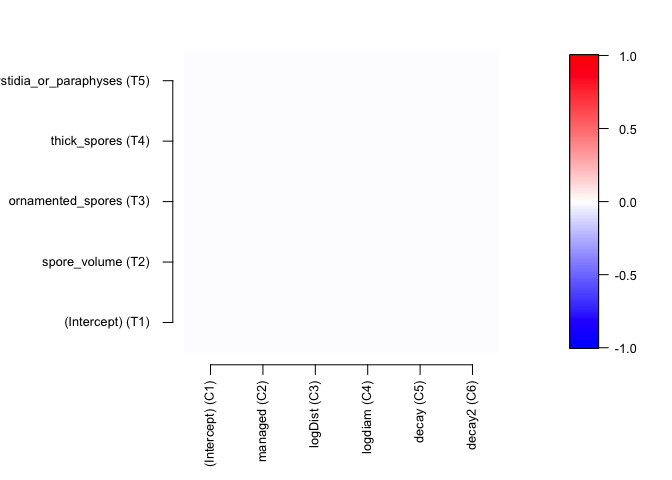 stidia_or_paraphyses (T5)
thick_spores (T4)
ornamented_spores (T3)
spore_volume (T2)
(Intercept) (T1)
(Intercept) (C1)
managed (C2)
logDist (C3)
logdiam (C4)
decay (C5)
decay2 (C6)
1.0
0.5
0.0
-0.5
-1.0